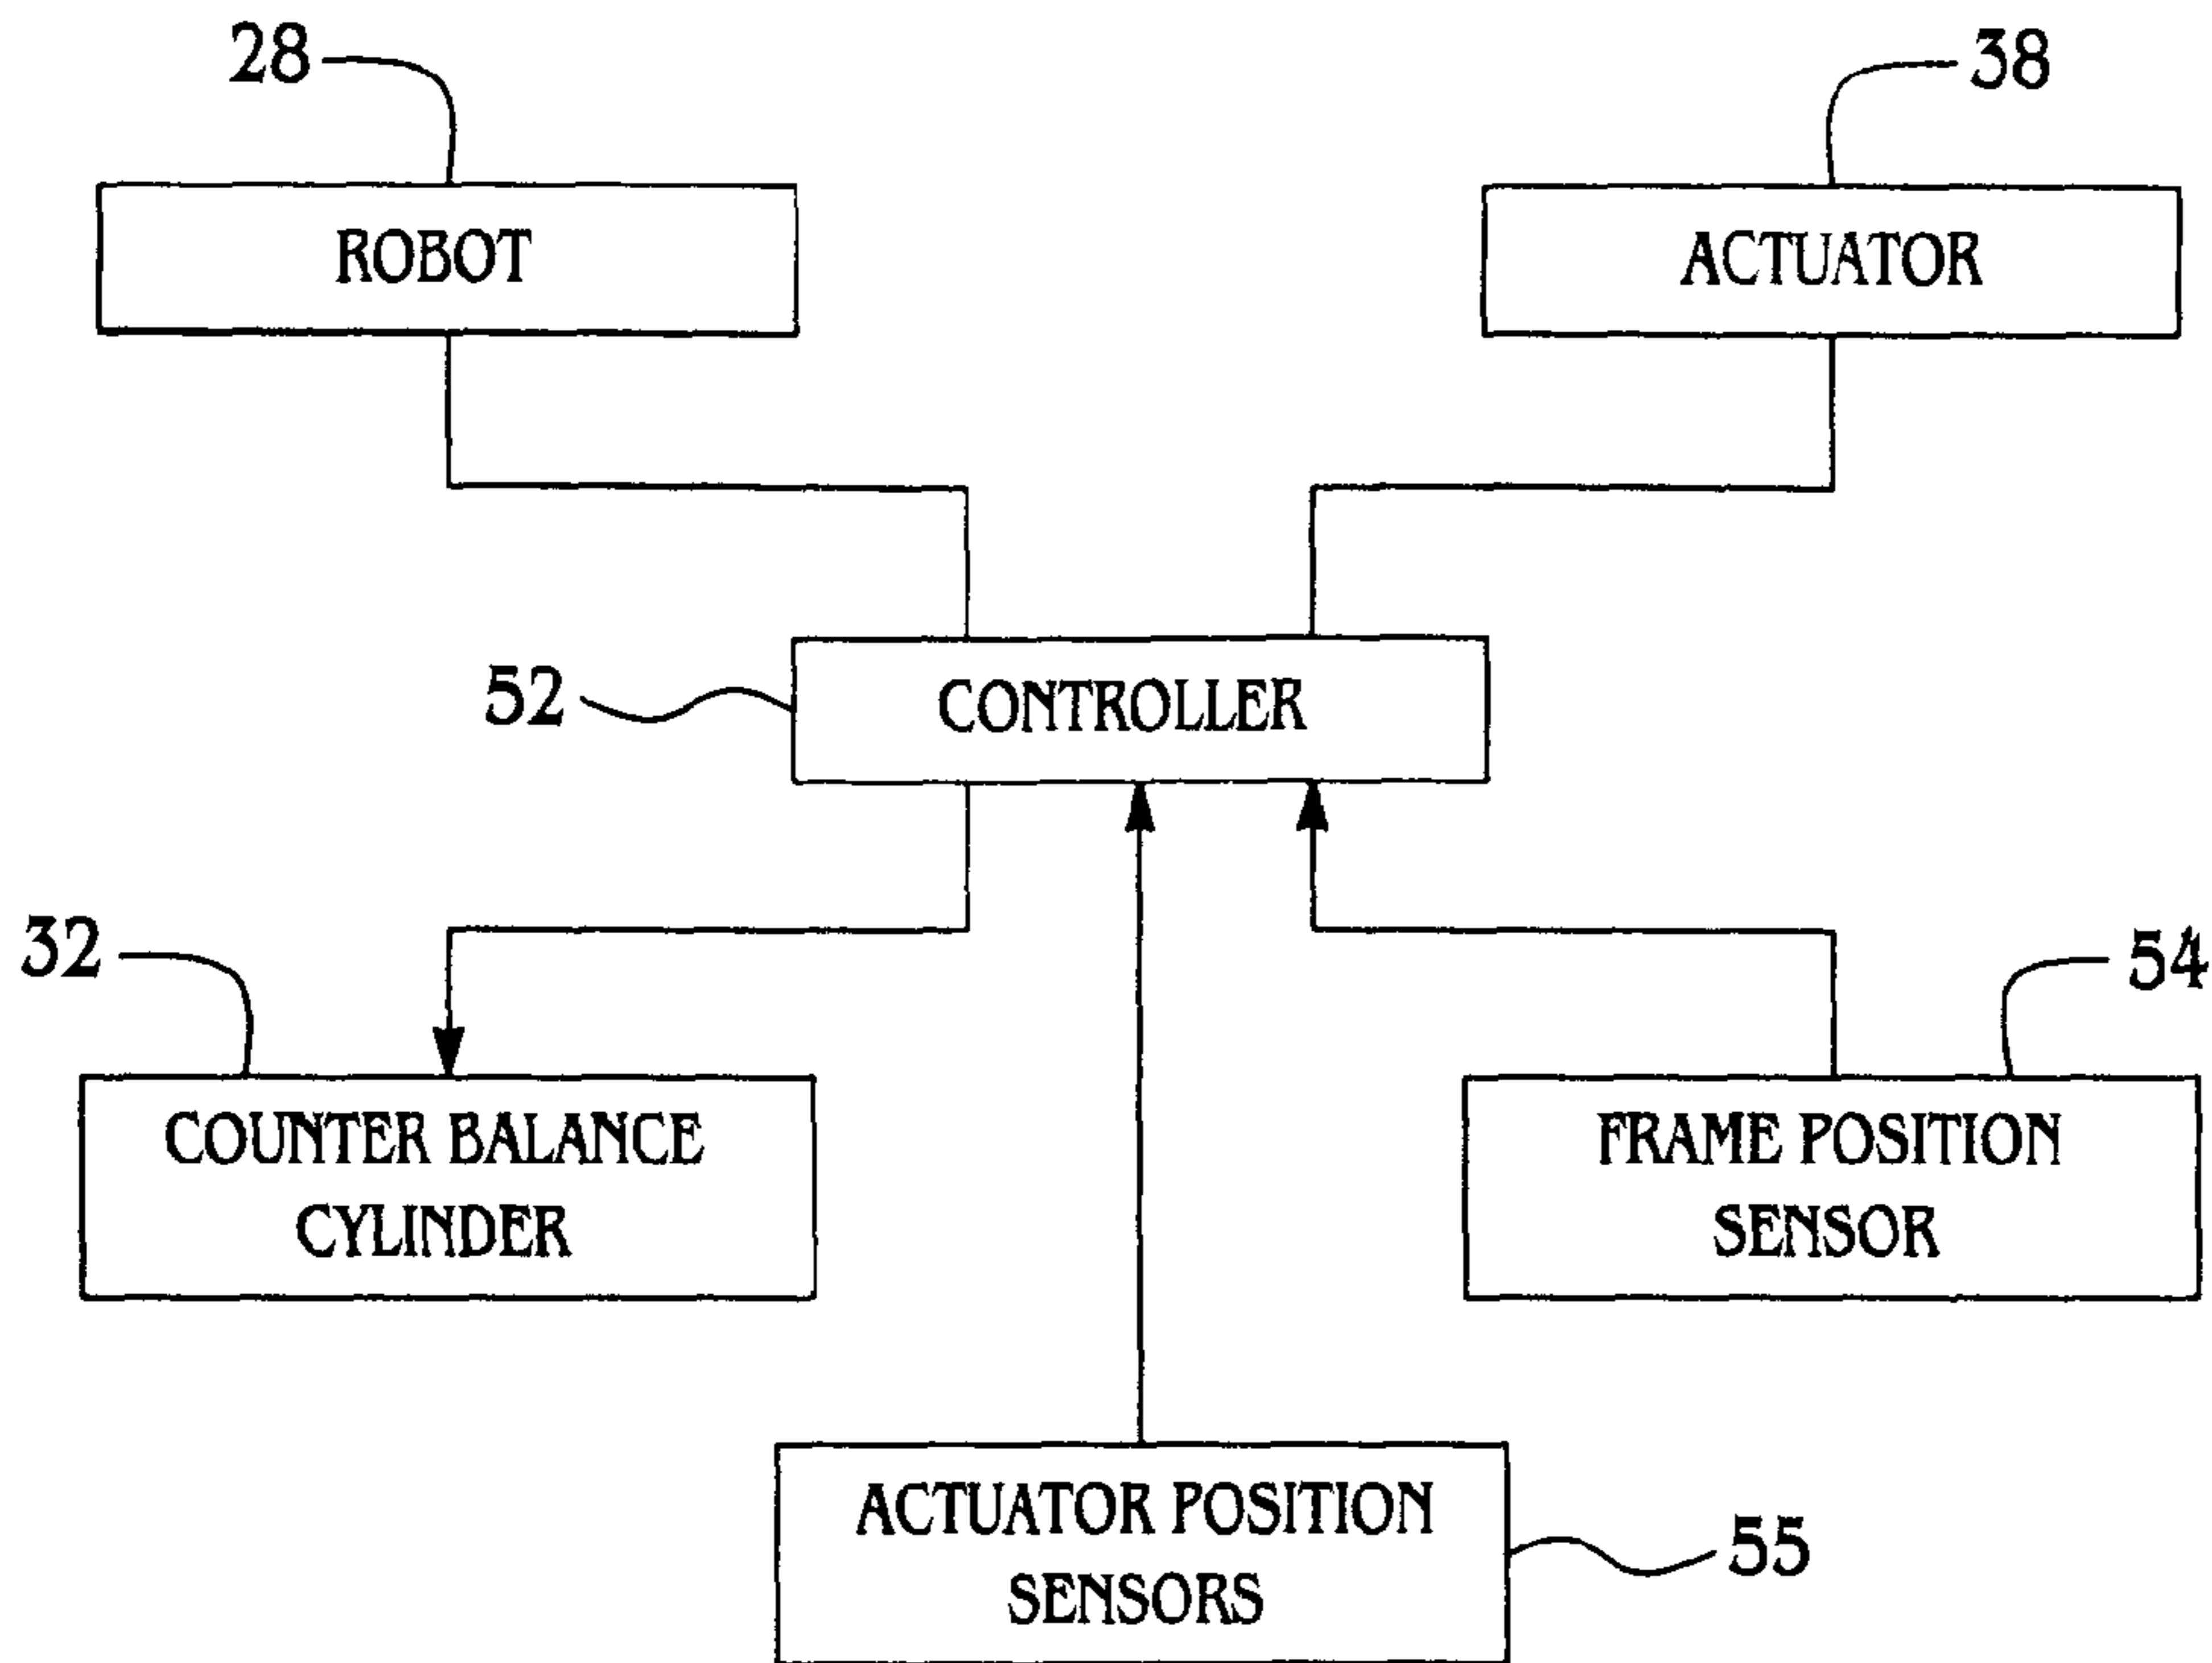 28
38
ROBOT
ACTUATOR
52
CONTROLLER
32
54
COUNTER BALANCE
CYLINDER
FRAME POSITION
SENSOR
ACTUATOR POSITION
SENSORS
55